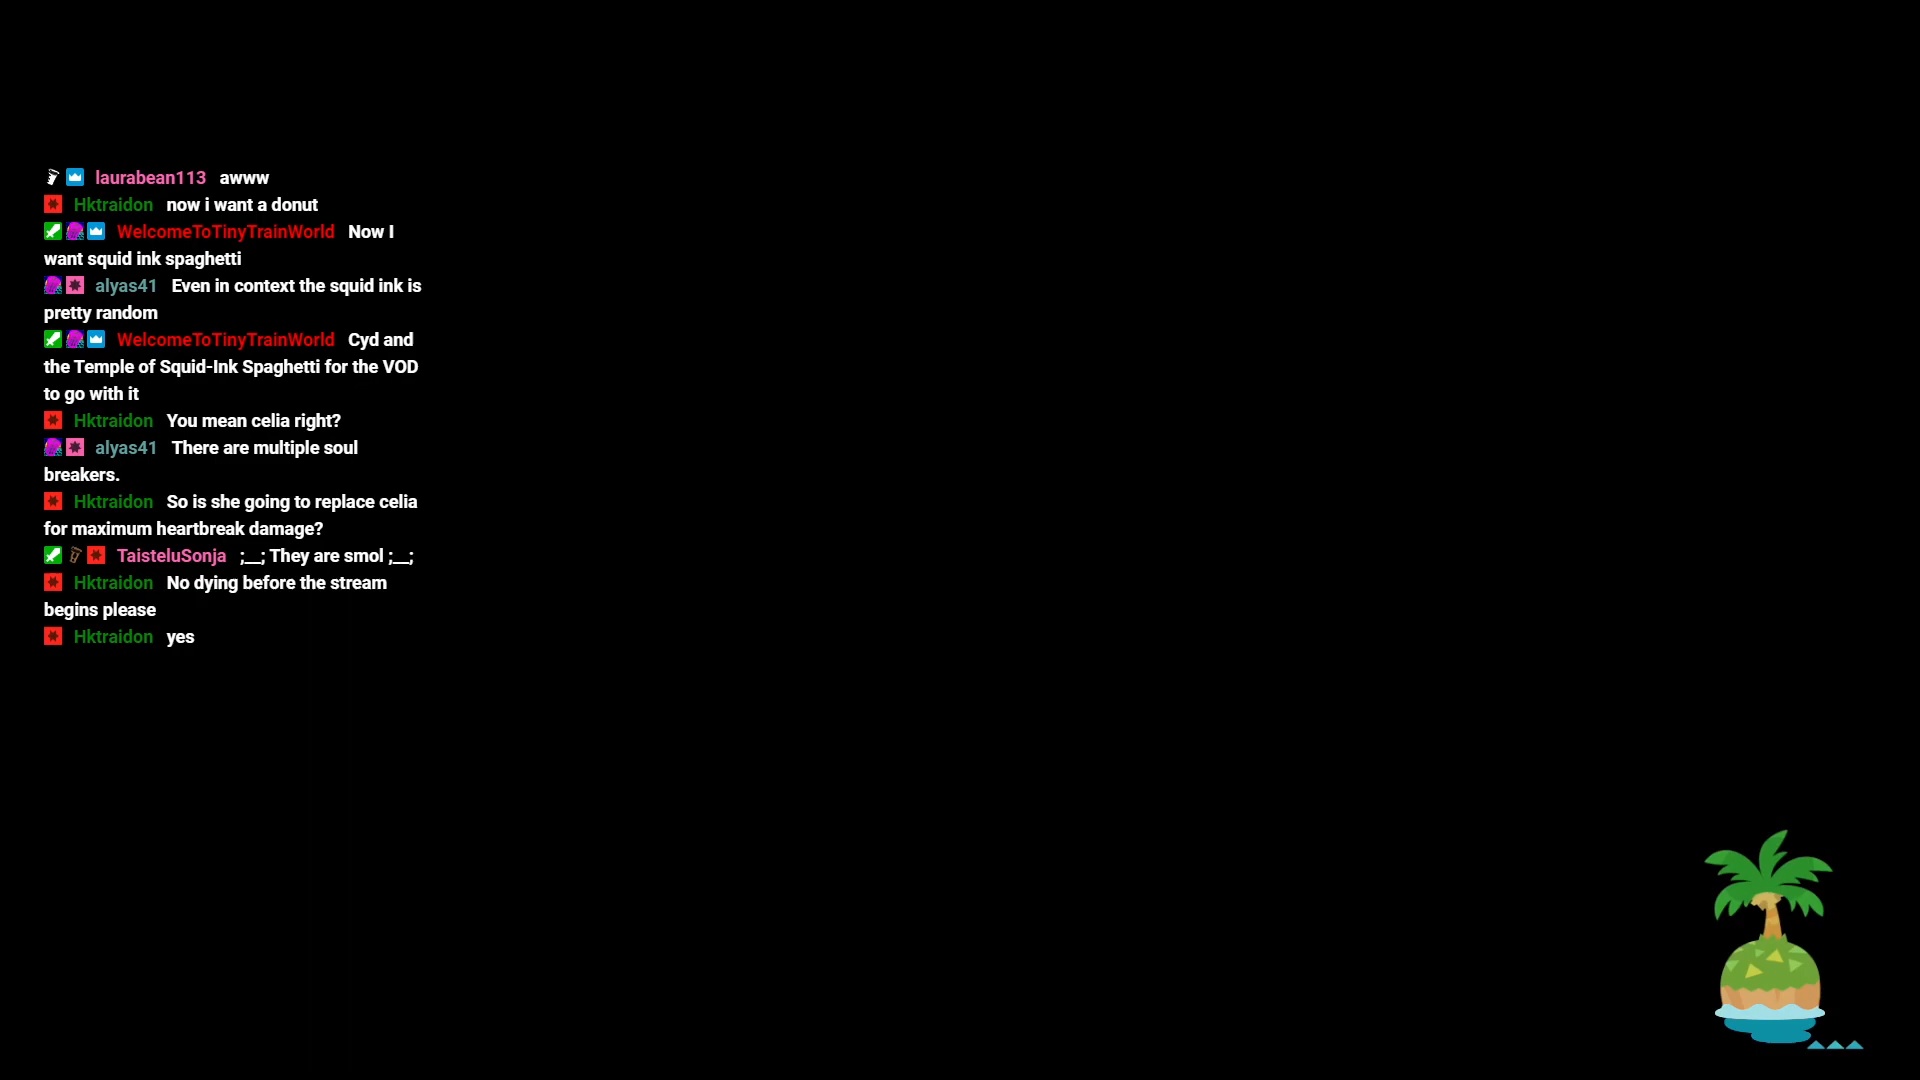 laurabean113 awww
Hktraidon now i want a donut
WelcomeToTinyTrainWorld Now I
want squid ink spaghetti
alyas41 Even in context the squid ink is
pretty random
WelcomeToTinyTrainWorld Cyd and
the Temple of Squid-Ink Spaghetti for the VOD
to go with it
Hktraidon You mean celia right?
alyas41 There are multiple soul
breakers.
Hktraidon So is she going to replace celia
for maximum heartbreak damage?
TaisteluSonja ;__; They are smol ;__;
Hktraidon No dying before the stream
begins please
Hktraidon yes